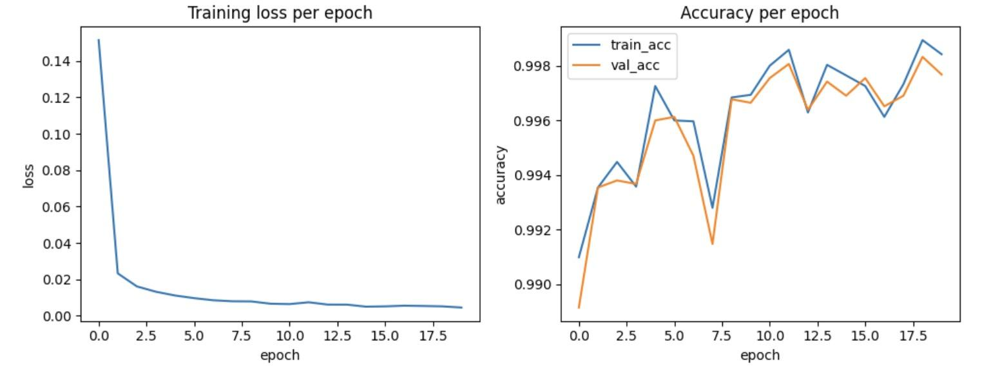 Training loss per epoch
0.14
0.12
0.10
0.08
0.06
0.04
0.02
0.00
loss
0.0 2.5 5.0 7.5 10.0 12.5 15.0 17.5
epoch
Accuracy per epoch
train_acc
val_acc
0.998
0.996
0.994
0.992
0.990
accuracy
0.0 2.5 5.0 7.5 10.0 12.5 15.0 17.5
epoch